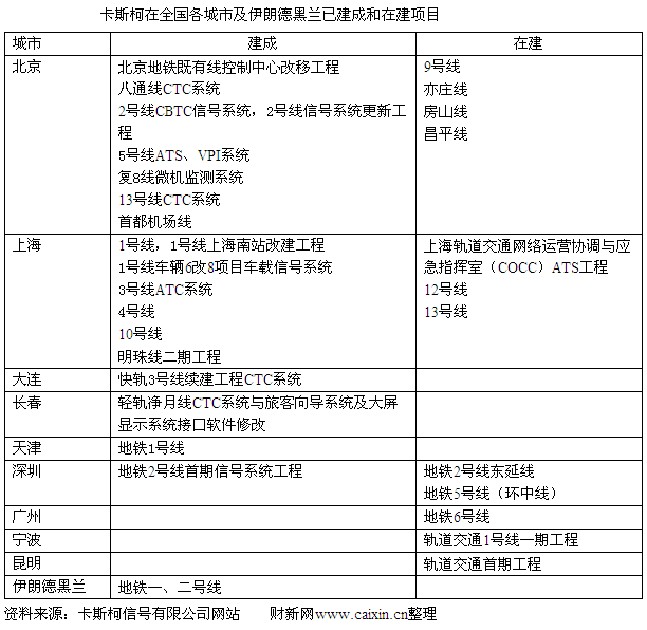 卡斯柯在全国各城市及伊朗德黑兰已建成和在建项目
城市 建成 在建
北京 北京地铁既有线控制中心改移工程 9号线
八通线CTC系统 亦庄线
2号线CBTC信号系统，2号线信号系统更新工 房山线
程 昌平线
5号线ATS、VPI系统
复8线微机监测系统
13号线CTC系统
首都机场线
上海 1号线；1号线上海南站改建工程 上海轨道交通网络运营协调与应
1号线车辆6改8项目车载信号系统 急指挥室（COCC）ATS工程
3号线ATC系统 12号线
4号线 13号线
10号线
明珠线二期工程
大连 快轨3号线续建工程CTC系统
长春 轻轨净月线CTC系统与旅客向导系统及大屏
显示系统接口软件修改
天津 地铁1号线
深圳 地铁2号线首期信号系统工程 地铁2号线东延线
地铁5号线（环中线）
广州 地铁6号线
宁波 轨道交通1号线一期工程
昆明 轨道交通首期工程
伊朗德黑兰 地铁一、二号线
资料来源：卡斯柯信号有限公司网站 财新网www.caixin.cn整理